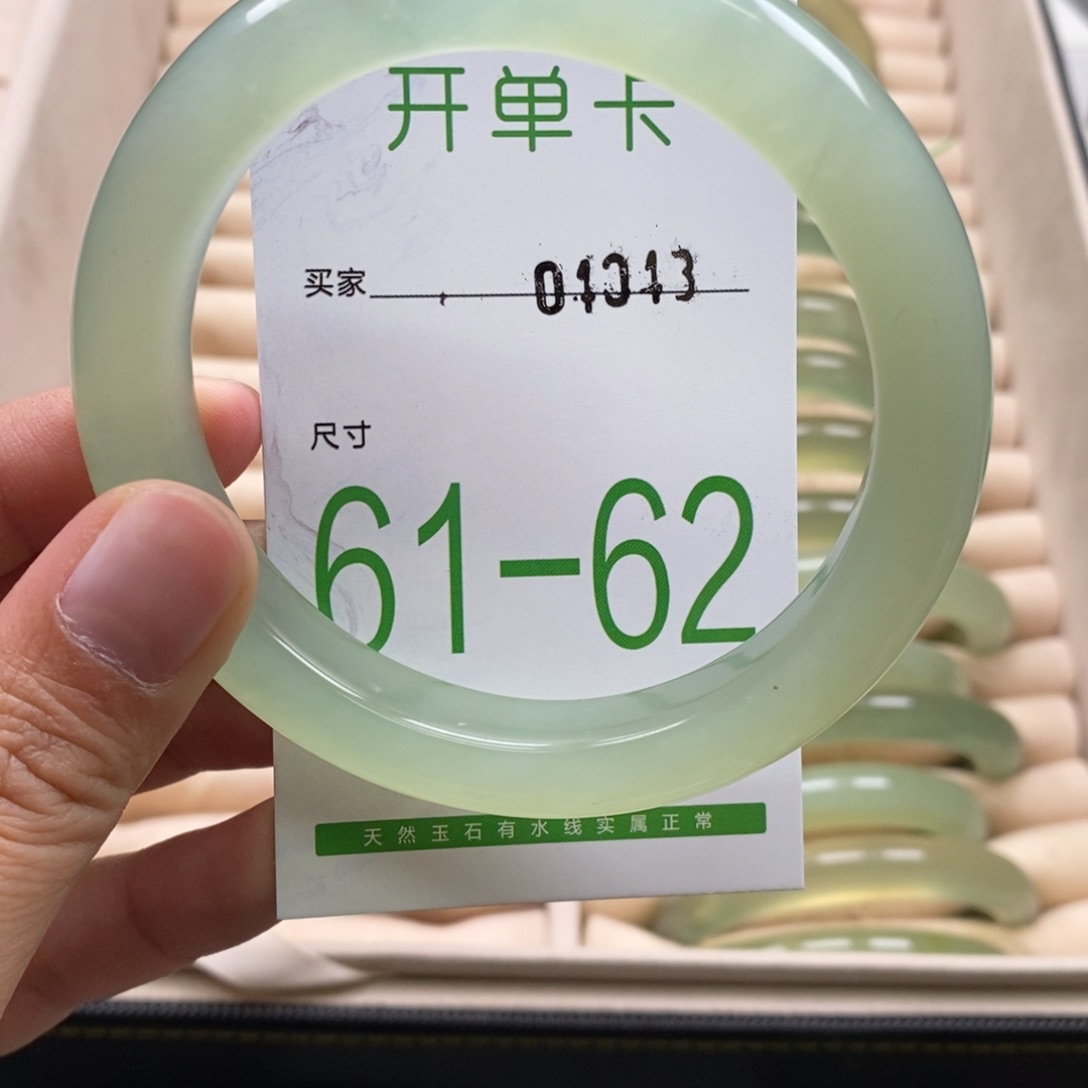 开单卡
买家 01313
尺寸
61-62
天然玉石有水线实属正常